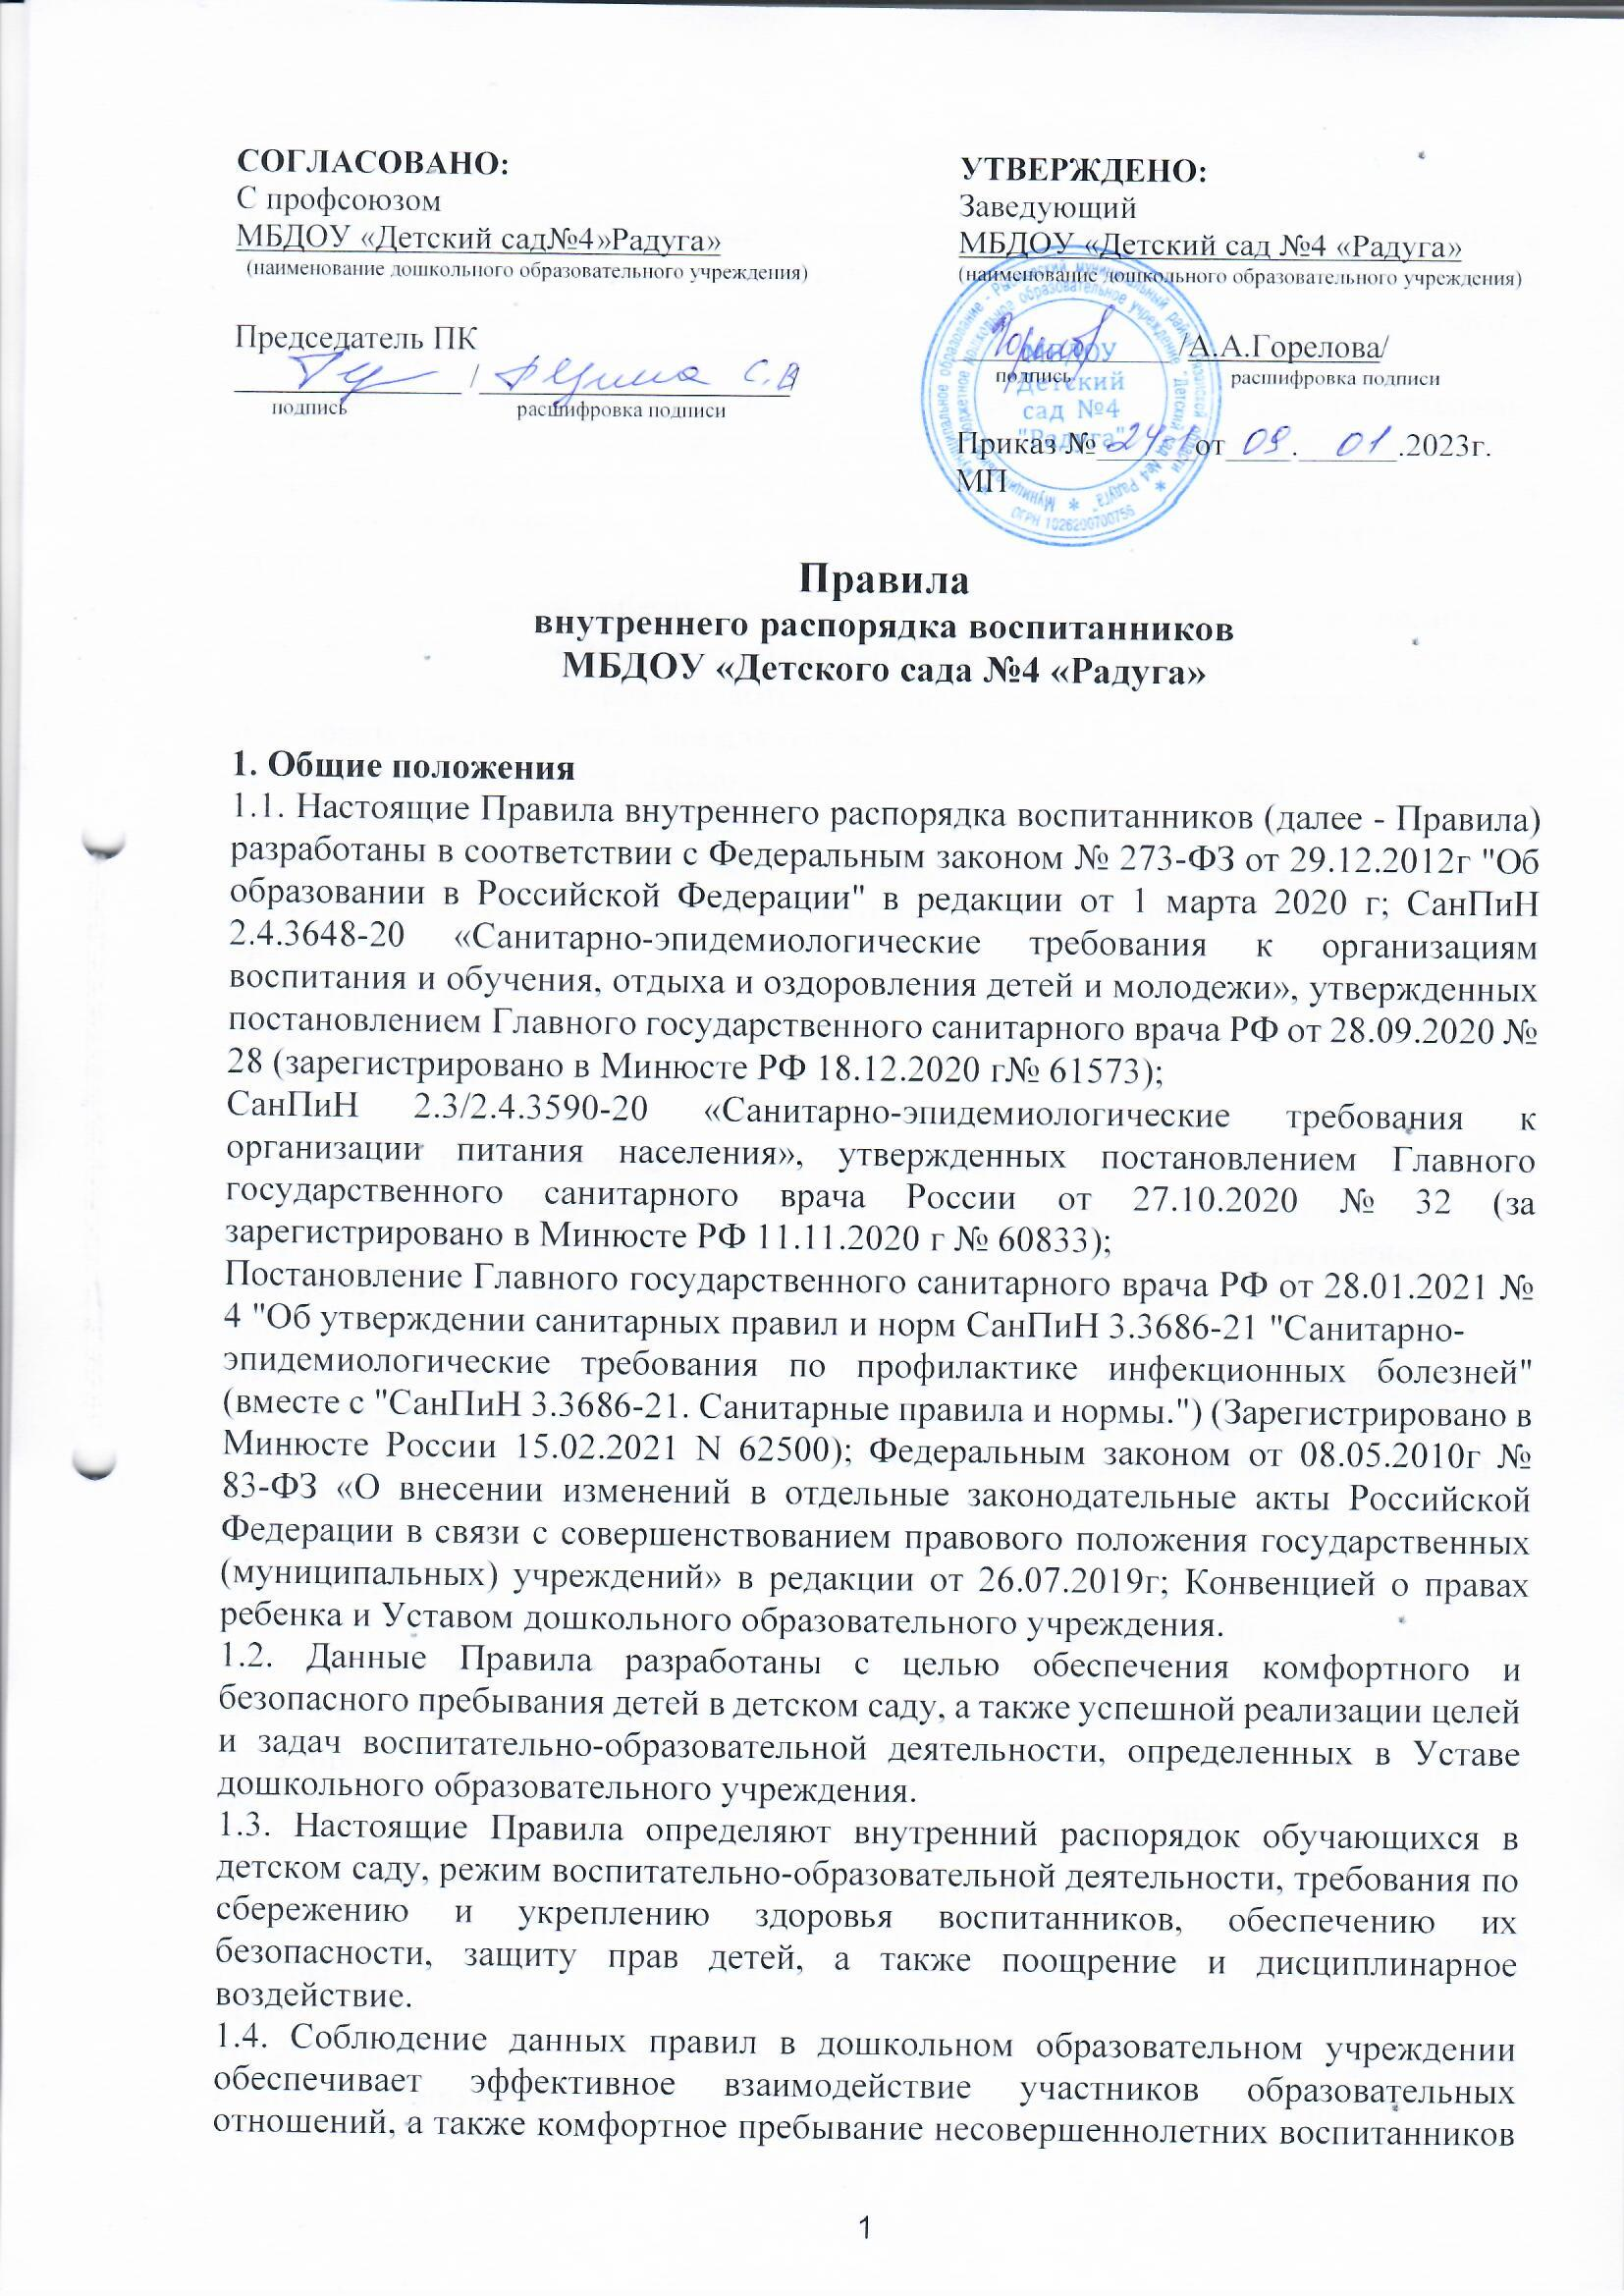 СОГЛАСОВАНО:
С профсоюзом
МБДОУ «Детский сад№4»Радуга»
(наименование дошкольного образовательного учреждения)
Председатель ПК
/ С.В
подпись расшифровка подписи
УТВЕРЖДЕНО:
Заведующий
МБДОУ «Детский сад №4 «Радуга»
(наименование дошкольного образовательного учреждения)
/А.А.Горелова/
подпись расшифровка подписи
Приказ № 24/1 от 09.01.2023г.
МП
МБДОУ
"Детский
сад №4
"Радуга"
ОГРН 1026200700756
Правила
внутреннего распорядка воспитанников
МБДОУ «Детского сада №4 «Радуга»
1. Общие положения
1.1. Настоящие Правила внутреннего распорядка воспитанников (далее - Правила)
разработаны в соответствии с Федеральным законом № 273-ФЗ от 29.12.2012г "Об
образовании в Российской Федерации" в редакции от 1 марта 2020 г; СанПиН
2.4.3648-20 «Санитарно-эпидемиологические требования к организациям
воспитания и обучения, отдыха и оздоровления детей и молодежи», утвержденных
постановлением Главного государственного санитарного врача РФ от 28.09.2020 №
28 (зарегистрировано в Минюсте РФ 18.12.2020 г№ 61573);
СанПиН 2.3/2.4.3590-20 «Санитарно-эпидемиологические требования к
организации питания населения», утвержденных постановлением Главного
государственного санитарного врача России от 27.10.2020 № 32 (за
зарегистрировано в Минюсте РФ 11.11.2020 г № 60833);
Постановление Главного государственного санитарного врача РФ от 28.01.2021 №
4 "Об утверждении санитарных правил и норм СанПиН 3.3686-21 "Санитарно-
эпидемиологические требования по профилактике инфекционных болезней"
(вместе с "СанПиН 3.3686-21. Санитарные правила и нормы.") (Зарегистрировано в
Минюсте России 15.02.2021 N 62500); Федеральным законом от 08.05.2010г №
83-ФЗ «О внесении изменений в отдельные законодательные акты Российской
Федерации в связи с совершенствованием правового положения государственных
(муниципальных) учреждений» в редакции от 26.07.2019г; Конвенцией о правах
ребенка и Уставом дошкольного образовательного учреждения.
1.2. Данные Правила разработаны с целью обеспечения комфортного и
безопасного пребывания детей в детском саду, а также успешной реализации целей
и задач воспитательно-образовательной деятельности, определенных в Уставе
дошкольного образовательного учреждения.
1.3. Настоящие Правила определяют внутренний распорядок обучающихся в
детском саду, режим воспитательно-образовательной деятельности, требования по
сбережению и укреплению здоровья воспитанников, обеспечению их
безопасности, защиту прав детей, а также поощрение и дисциплинарное
воздействие.
1.4. Соблюдение данных правил в дошкольном образовательном учреждении
обеспечивает эффективное взаимодействие участников образовательных
отношений, а также комфортное пребывание несовершеннолетних воспитанников
1